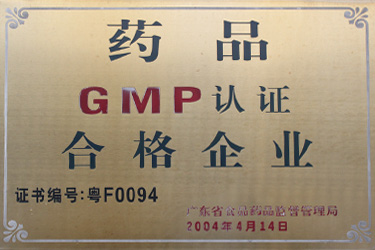 药品
GMP认证
合格企业
证书编号:粤F0094
广东省食品药品监督管理局
2004年4月14日